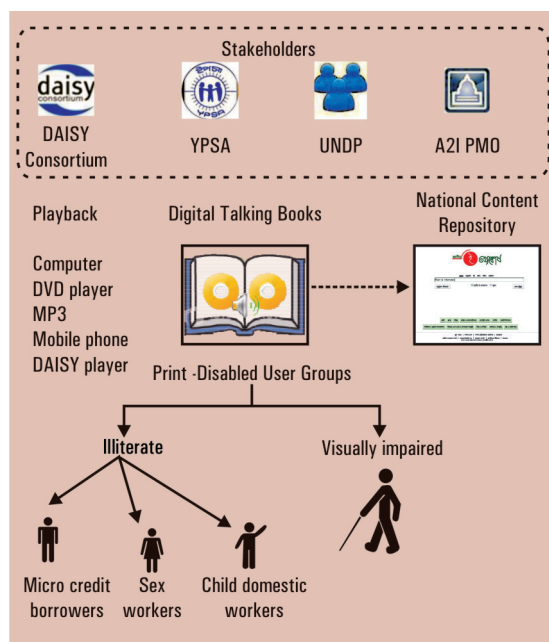 Stakeholders
daisy
consortium
ইপসা
YPSA
DAISY
Consortium
YPSA
UNDP
A2I PMO
Playback
Digital Talking Books
National Content
Repository
Computer
DVD player
MP3
Mobile phone
DAISY player
Print -Disabled User Groups
Illiterate
Visually impaired
Micro credit
borrowers
Sex
workers
Child domestic
workers